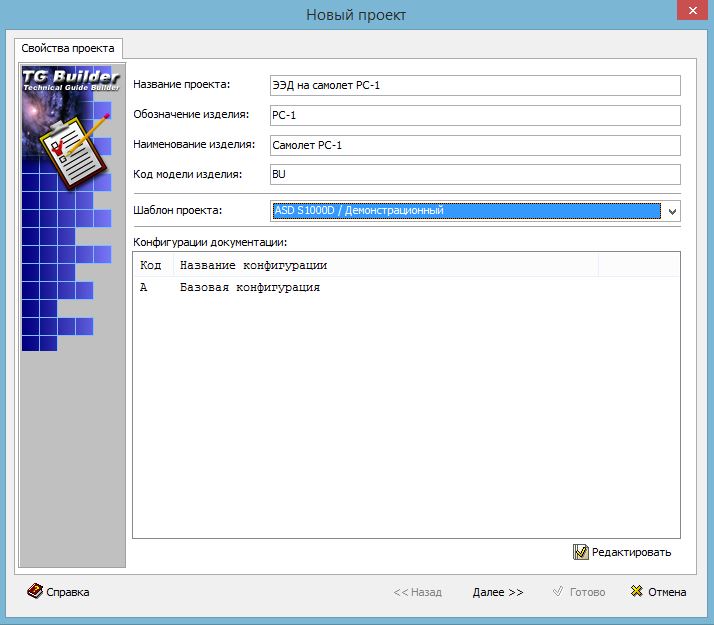 Новый проект
Свойства проекта
TG Builder
Technical Guide Builder
Название проекта: ЭЭД на самолет РС-1
Обозначение изделия: РС-1
Наименование изделия: Самолет РС-1
Код модели изделия: BU
Шаблон проекта: ASD S1000D / Демонстрационный
Конфигурации документации:
Код Название конфигурации
A Базовая конфигурация
Редактировать
Справка << Назад Далее >> Готово Отмена